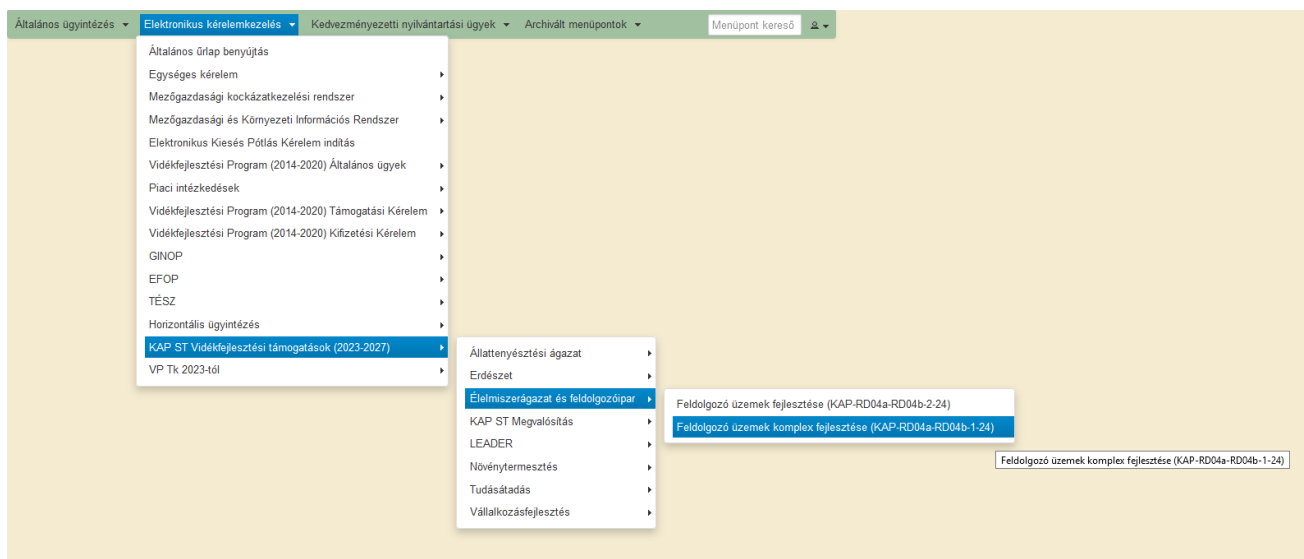 Általános ügyintézés Elektronikus kérelemkezelés Kedvezményezetti nyilvántartási ügyek Archivált menüpontok Menüpont kereső
Általános űrlap benyújtás
Egységes kérelem
Mezőgazdasági kockázatkezelési rendszer
Mezőgazdasági és Környezeti Információs Rendszer
Elektronikus Kiesés Pótlás Kérelem indítás
Vidékfejlesztési Program (2014-2020) Általános ügyek
Piaci intézkedések
Vidékfejlesztési Program (2014-2020) Támogatási Kérelem
Vidékfejlesztési Program (2014-2020) Kifizetési Kérelem
GINOP
EFOP
TÉSZ
Horizontális ügyintézés
KAP ST Vidékfejlesztési támogatások (2023-2027)
VP Tk 2023-tól
Állattenyésztési ágazat
Erdészet
Élelmiszerágazat és feldolgozóipar
KAP ST Megvalósítás
LEADER
Növénytermesztés
Tudásátadás
Vállalkozásfejlesztés
Feldolgozó üzemek fejlesztése (KAP-RD04a-RD04b-2-24)
Feldolgozó üzemek komplex fejlesztése (KAP-RD04a-RD04b-1-24)
Feldolgozó üzemek komplex fejlesztése (KAP-RD04a-RD04b-1-24)